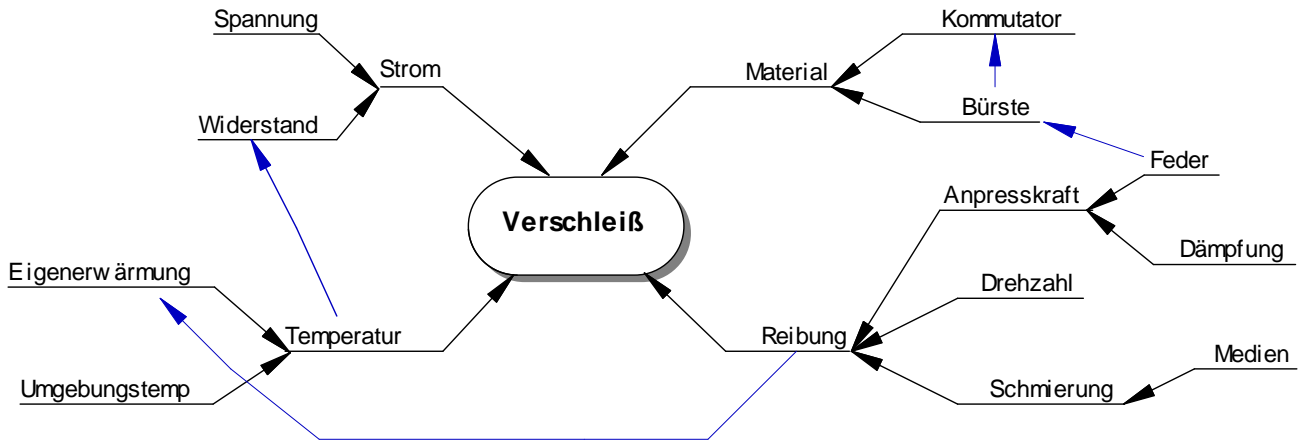 Spannung
Kommutator
Strom
Material
Widerstand
Bürste
Feder
Anpresskraft
Verschleiß
Dämpfung
Eigenerwärmung
Drehzahl
Temperatur
Reibung
Medien
Umgebungstemp
Schmierung